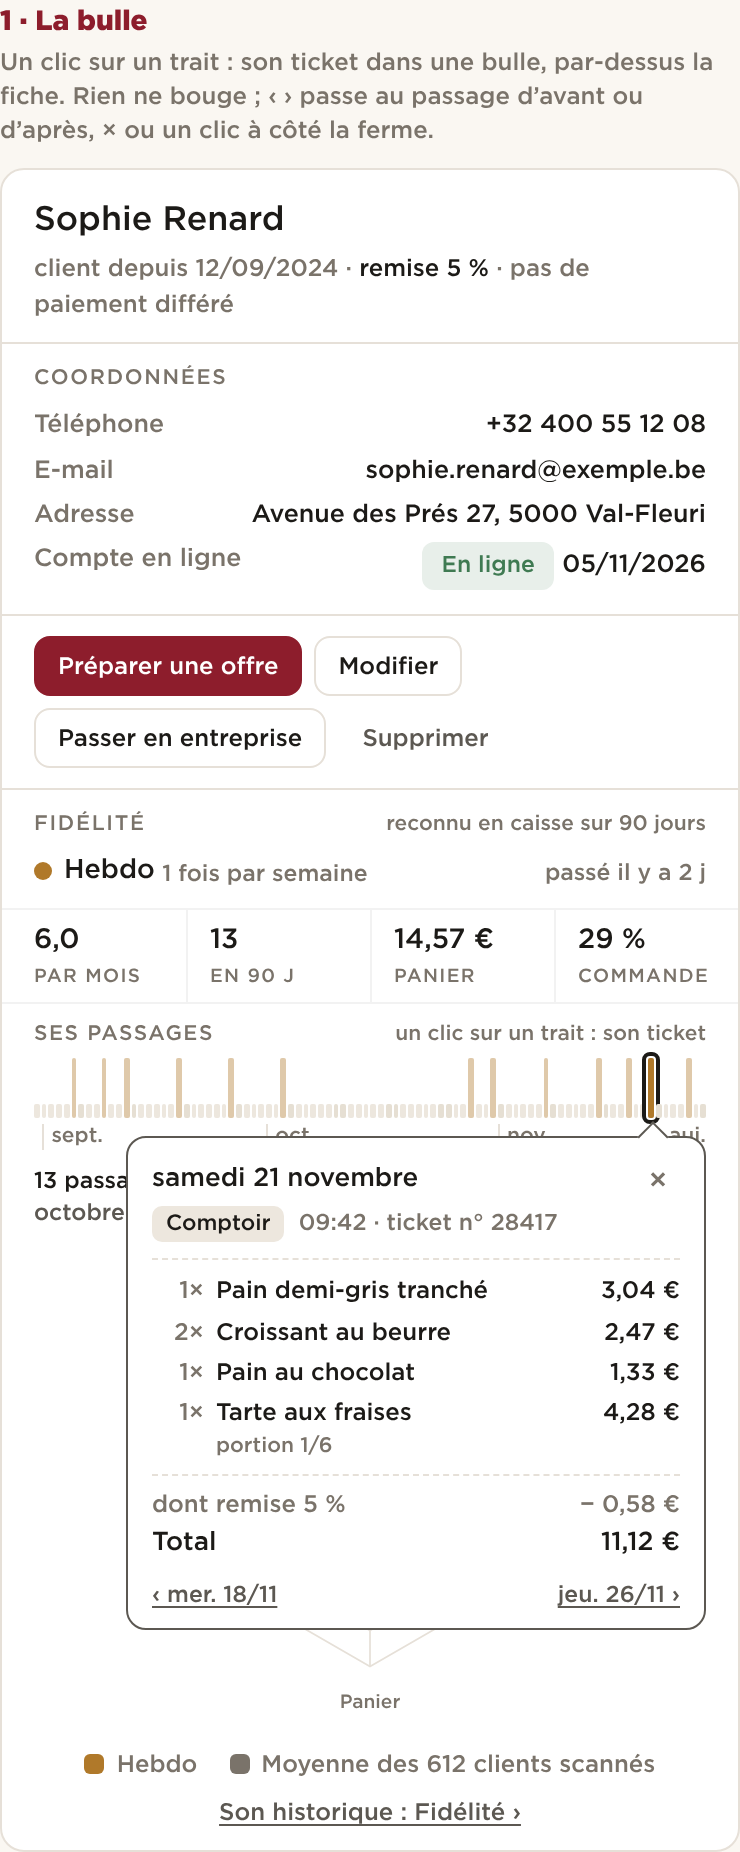 1 · La bulle
Un clic sur un trait : son ticket dans une bulle, par-dessus la
fiche. Rien ne bouge ; ‹ › passe au passage d’avant ou
d’après, × ou un clic à côté la ferme.
Sophie Renard
client depuis 12/09/2024 · remise 5 % · pas de
paiement différé
COORDONNÉES
Téléphone +32 400 55 12 08
E-mail sophie.renard@exemple.be
Adresse Avenue des Prés 27, 5000 Val-Fleuri
Compte en ligne En ligne 05/11/2026
Préparer une offre Modifier
Passer en entreprise Supprimer
FIDÉLITÉ reconnu en caisse sur 90 jours
Hebdo 1 fois par semaine passé il y a 2 j
6,0 13 14,57 € 29 %
PAR MOIS EN 90 J PANIER COMMANDE
SES PASSAGES un clic sur un trait : son ticket
sept. oct. nov. auj.
13 passa
octobre
samedi 21 novembre ×
Comptoir 09:42 · ticket n° 28417
1× Pain demi-gris tranché 3,04 €
2× Croissant au beurre 2,47 €
1× Pain au chocolat 1,33 €
1× Tarte aux fraises 4,28 €
portion 1/6
dont remise 5 % − 0,58 €
Total 11,12 €
‹ mer. 18/11 jeu. 26/11 ›
Panier
Hebdo Moyenne des 612 clients scannés
Son historique : Fidélité ›